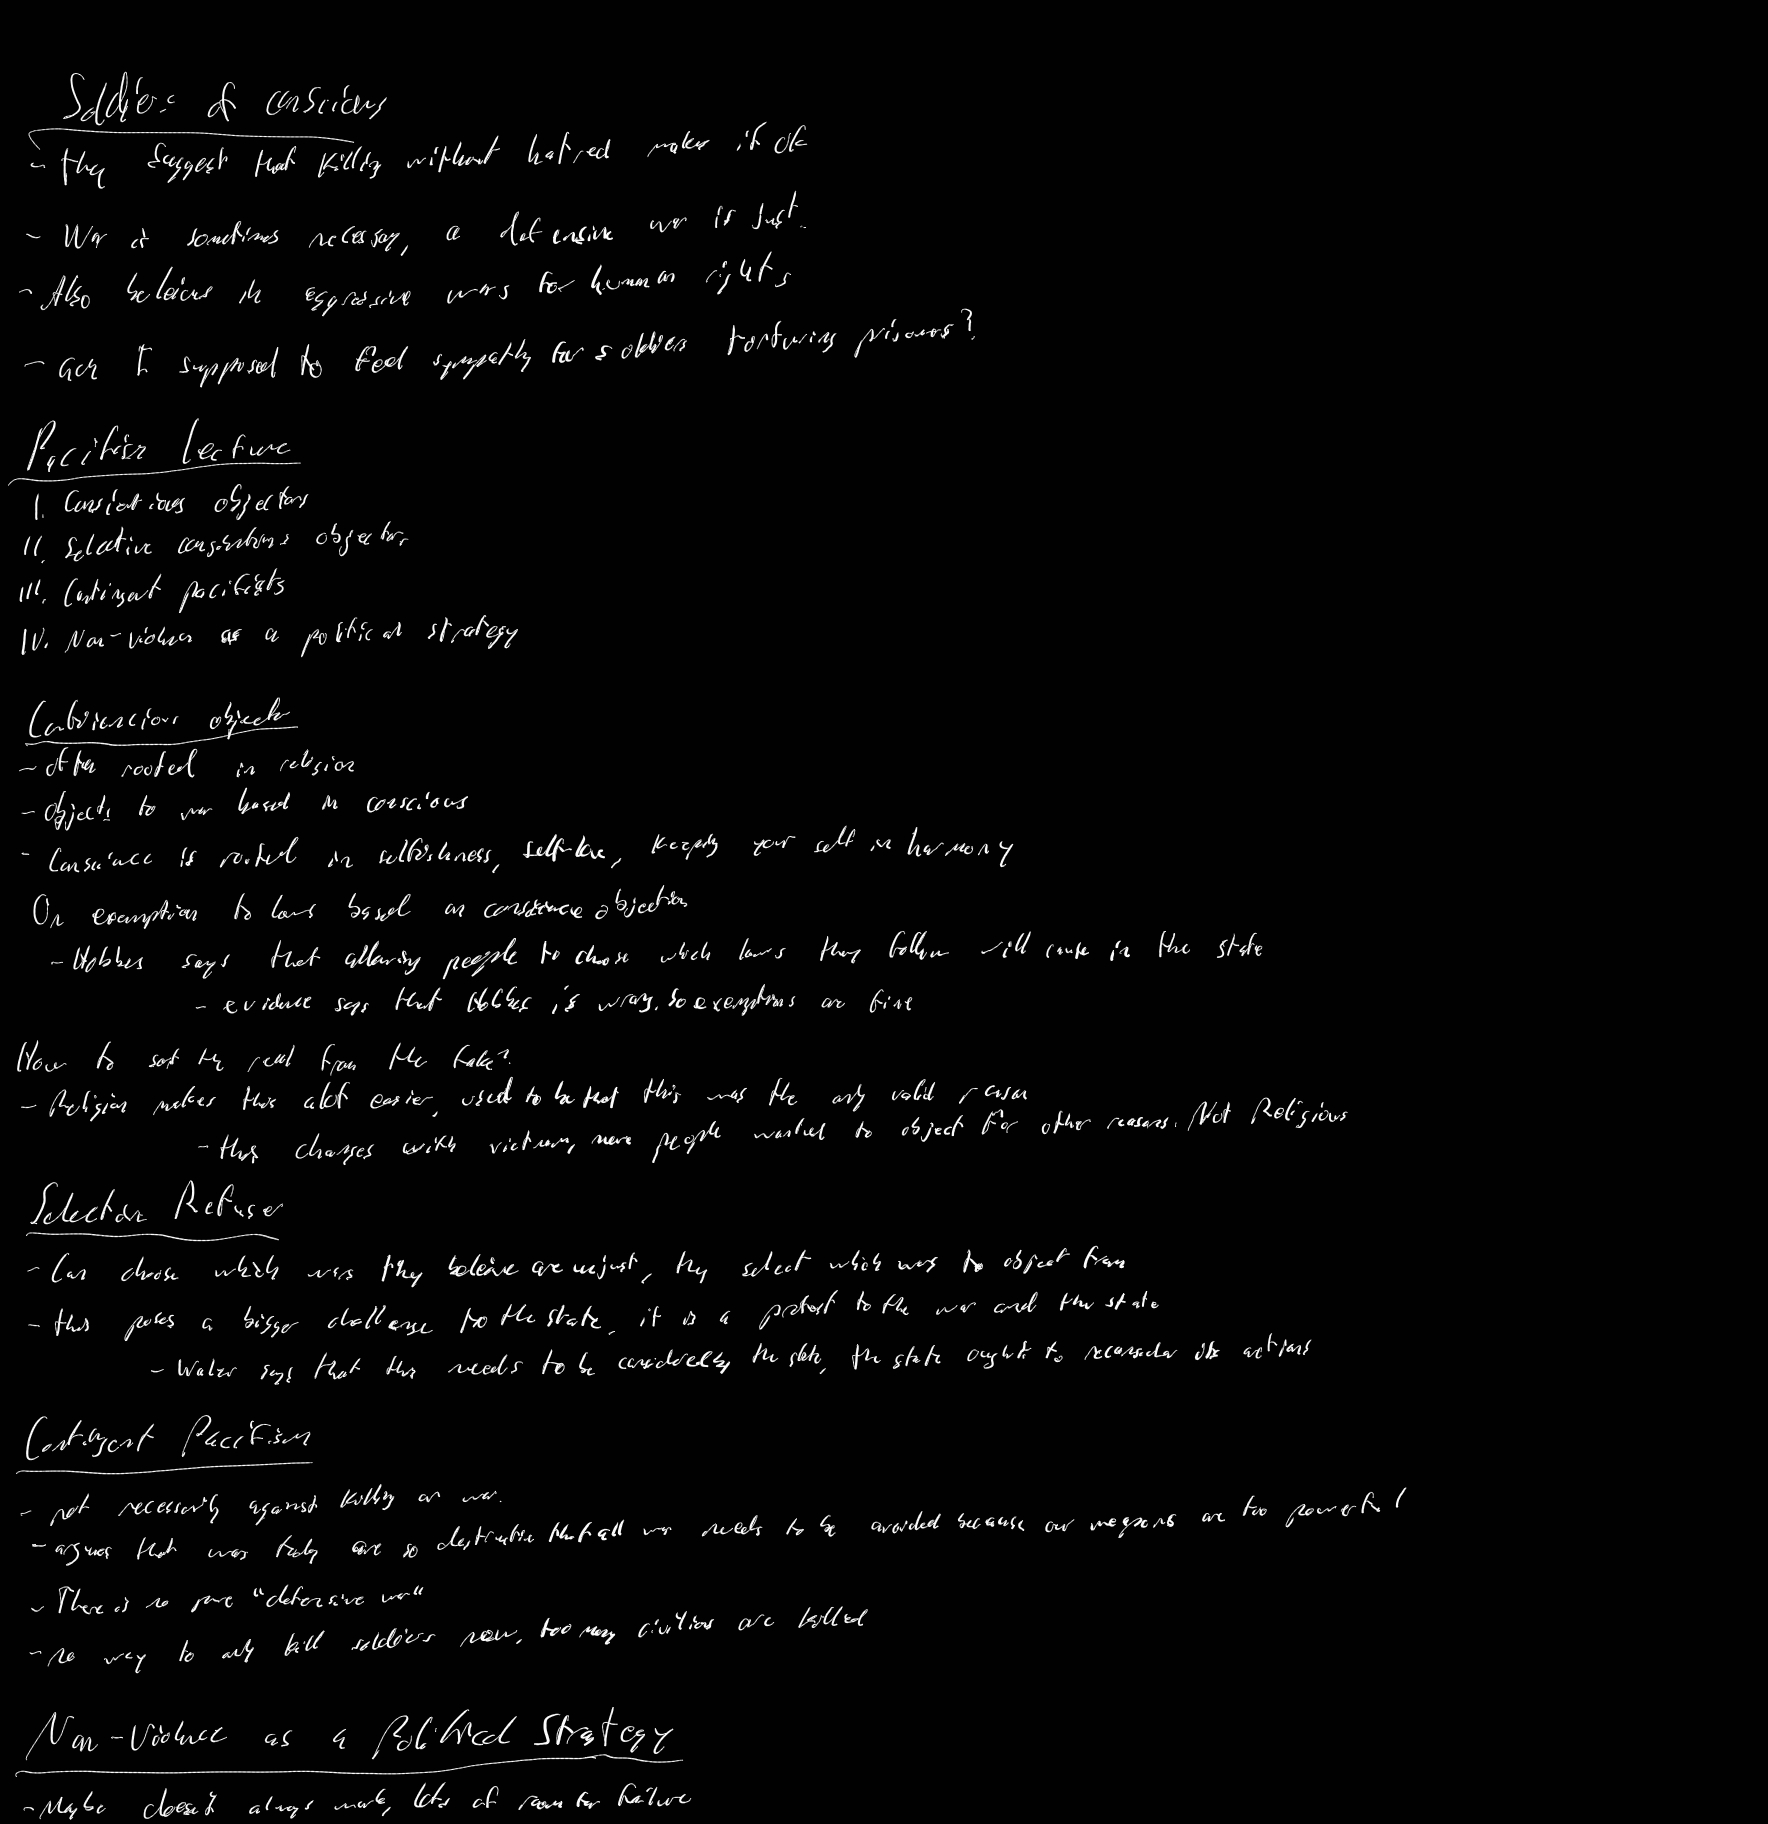 Soldiers of conscious
- they suggest that killing without hatred makes it ok
- War is sometimes necessary, a defensive war is just.
- Also beleives in aggressive wars for human rights
- am I supposed to feel sympathy for soldiers torturing prisoners?
Pacifism Lecture
I. Conscientious objectors
II. Selective conscientious objectors
III. Contingent pacifists
IV. Non-violence as a political strategy
objector
- often rooted in religion
- objects to war based in conscious
- Conscience is rooted in selfishness, self-love, keeping your self in harmony
On exemption to laws based on conscience objection
- Hobbes says that allowing people to choose which laws they follow will cause in the state
- evidence says that Hobbes is wrong. So exemptions are fine
How to sort the real from the fake?
- Religion makes this alot easier, used to be that this was the only valid reason
- this changes with vietnam, more people wanted to object for other reasons. Not Religious
Selective Refuser
- Can choose which wars they beleive are unjust, they select which wars to object from
- this poses a bigger challenge to the state, it is a protest to the war and the state
- says that this needs to be considered by the state, the state ought to reconsider its actions
Contingent Pacifism
- not necessarily against killing or war.
- argues that wars today are so destructive that all war needs to be avoided because our weapons are too powerful
- There is no pure "defensive war"
- no way to only kill soldiers now, too many civilians are killed
Non-Violence as a Political Strategy
- Maybe doesn't always work, lots of room for failure